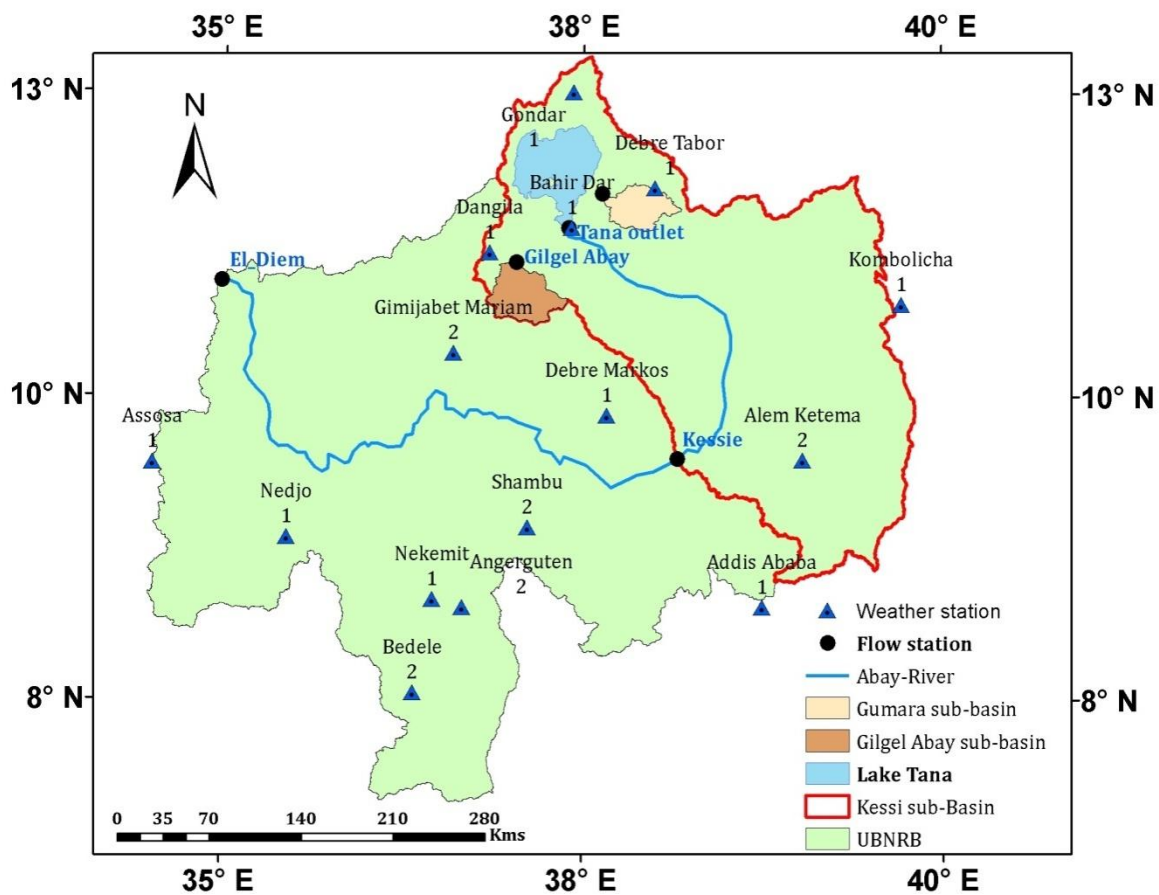 35° E 38° E 40° E
13° N 13° N
N
Gondar
1
Debre Tabor
1
Bahir Dar
1
Dangila
1
Tana outlet
El_Diem
Gilgel Abay
Kombolicha
1
Gimijabet Mariam
2
Debre Markos
1
10° N 10° N
Assosa
1
Alem Ketema
2
Kessie
Shambu
2
Nedjo
1
Nekemit
1
Angerguten
2
Addis Ababa
1
Bedele
2
8° N 8° N
Weather station
Flow station
Abay-River
Gumara sub-basin
Gilgel Abay sub-basin
Lake Tana
Kessi sub-Basin
UBNRB
0 35 70 140 210 280
Kms
35° E 38° E 40° E